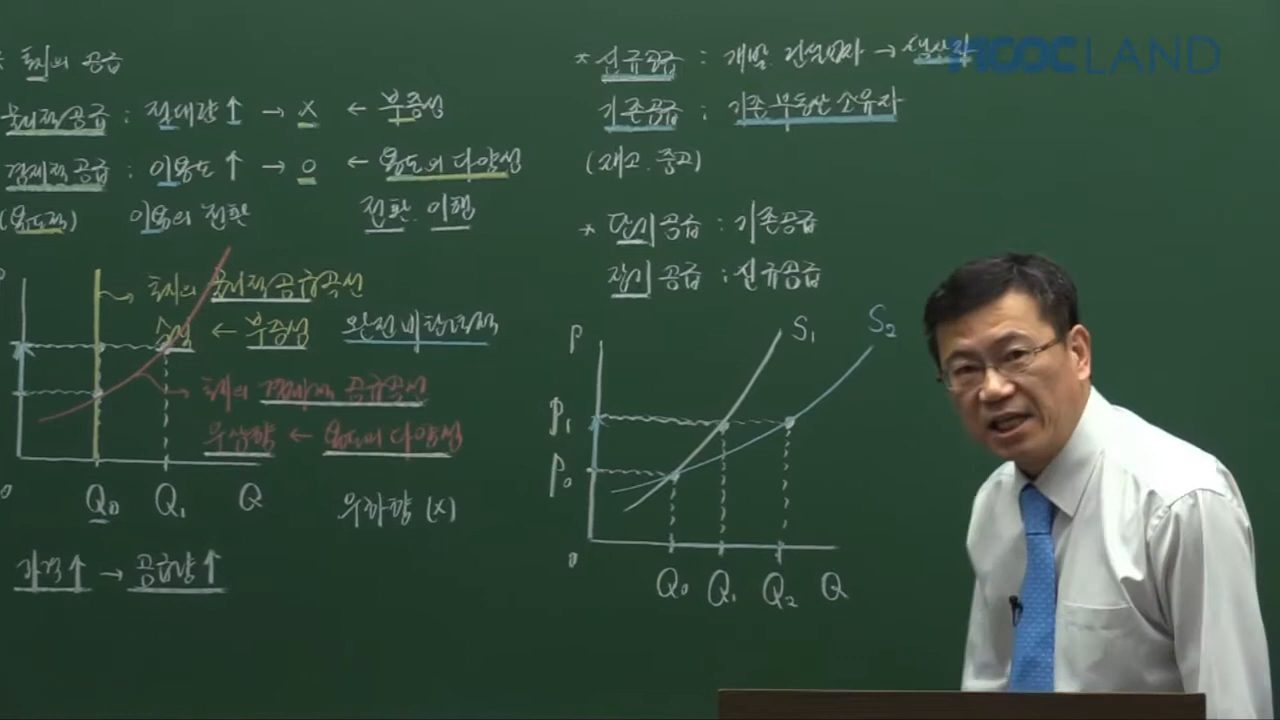 * 토지의 공급
물리적공급 : 절대량↑ → X ← 부증성
경제적공급 : 이용도↑ → O ← 용도의 다양성
(용도적) 이용의 전환 전환. 이행
토지의 물리적공급곡선
수직 ← 부증성 완전비탄력적
토지의 경제적 공급곡선
우상향 ← 용도의 다양성
0 Q0 Q1 Q
우하향 (X)
가격↑ → 공급량↑
* 신규공급 : 개발. 건설업자 → 생산자
MOOC LAND
기존공급 : 기존 부동산 소유자
(재고. 중고)
* 단기공급 : 기존공급
장기공급 : 신규공급
P S1 S2
P1
P0
0 Q0 Q1 Q2 Q